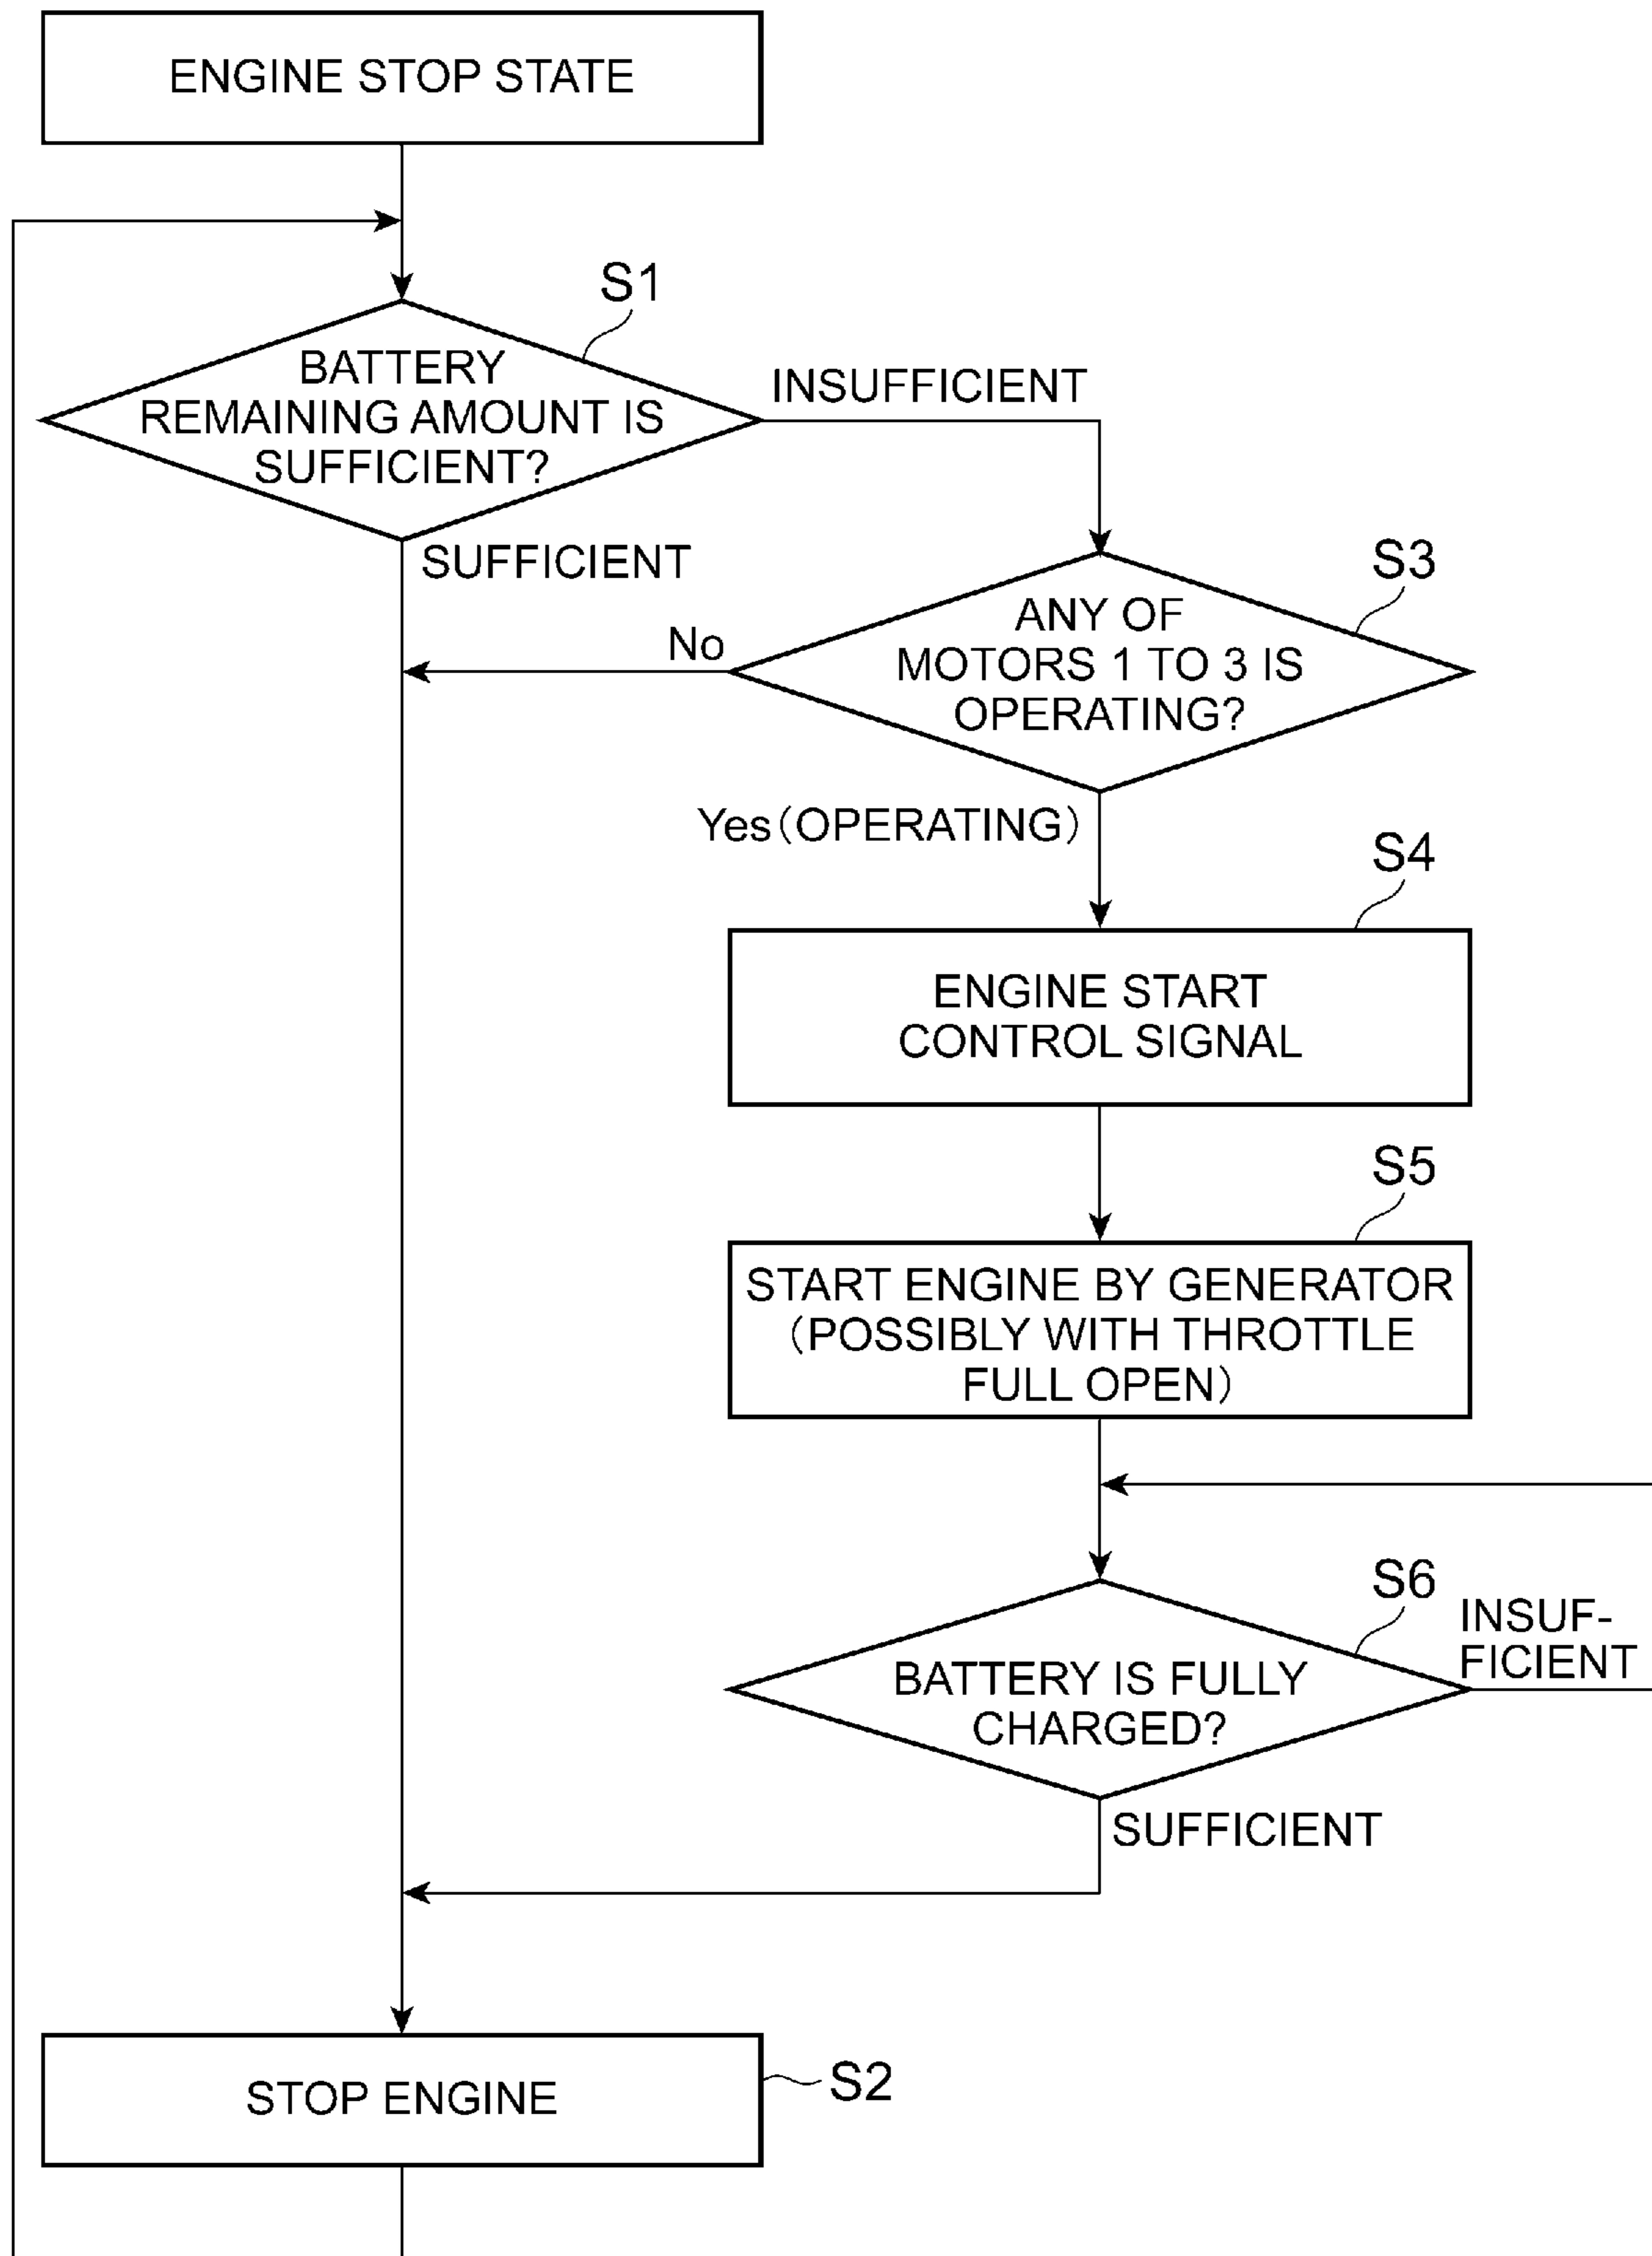 ENGINE STOP STATE
S1
BATTERY
REMAINING AMOUNT IS
SUFFICIENT?
INSUFFICIENT
SUFFICIENT
S3
ANY OF
MOTORS 1 TO 3 IS
OPERATING?
No
Yes(OPERATING)
S4
ENGINE START
CONTROL SIGNAL
S5
START ENGINE BY GENERATOR
(POSSIBLY WITH THROTTLE
FULL OPEN)
S6
INSUF-
FICIENT
BATTERY IS FULLY
CHARGED?
SUFFICIENT
STOP ENGINE
S2